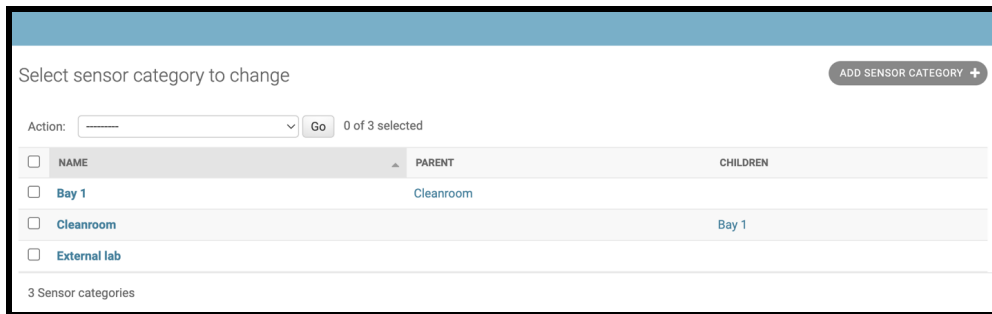 Select sensor category to change
ADD SENSOR CATEGORY +
Action: --------- Go 0 of 3 selected
NAME PARENT CHILDREN
Bay 1 Cleanroom
Cleanroom Bay 1
External lab
3 Sensor categories